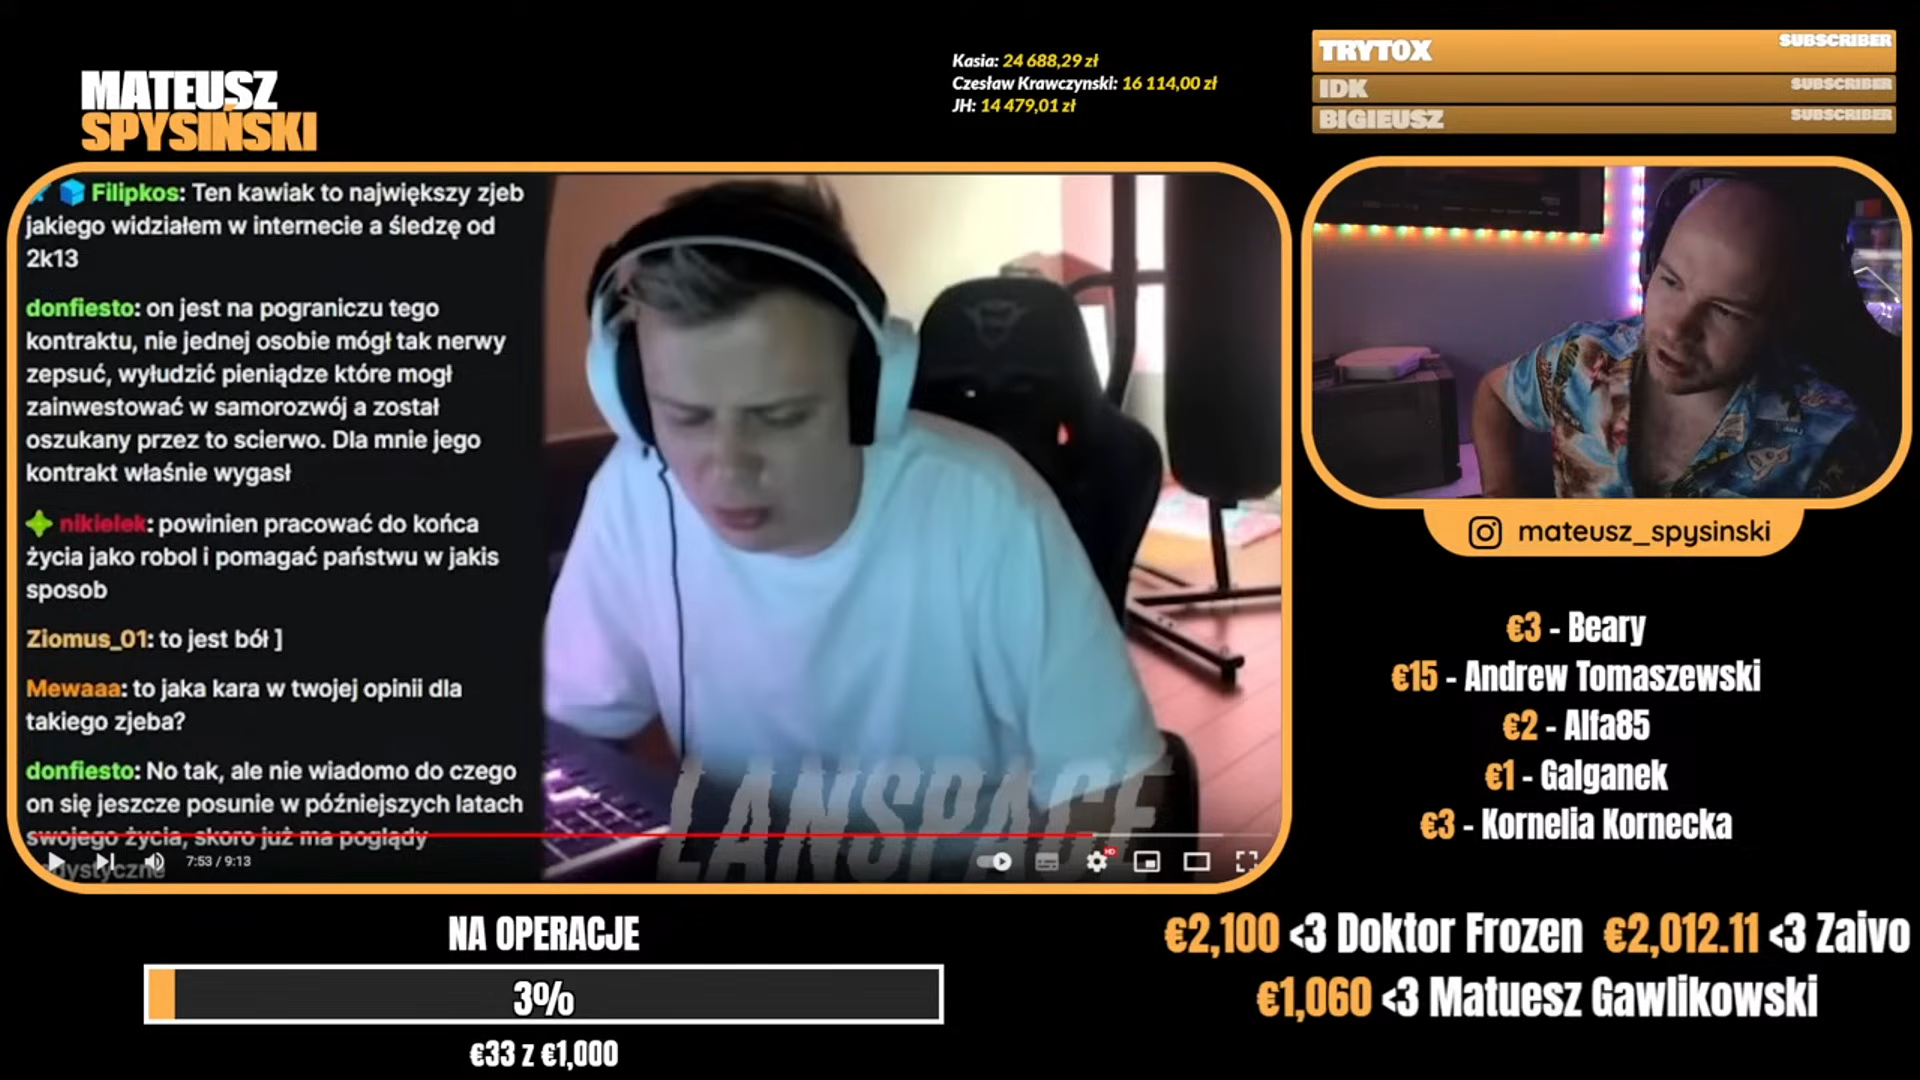 MATEUSZ
SPYSIŃSKI
Kasia: 24 688,29 zł
Czesław Krawczynski: 16 114,00 zł
JH: 14 479,01 zł
TRYTOX SUBSCRIBER
IDK SUBSCRIBER
BIGIEUSZ SUBSCRIBER
Filipkos: Ten kawiak to największy zjeb
jakiego widziałem w internecie a śledzę od
2k13
donfiesto: on jest na pograniczu tego
kontraktu, nie jednej osobie mógł tak nerwy
zepsuć, wyłudzić pieniądze które mogł
zainwestować w samorozwój a został
oszukany przez to scierwo. Dla mnie jego
kontrakt właśnie wygasł
nikielek: powinien pracować do końca
życia jako robol i pomagać państwu w jakis
sposob
Ziomus_01: to jest bół ]
Mewaaa: to jaka kara w twojej opinii dla
takiego zjeba?
donfiesto: No tak, ale nie wiadomo do czego
on się jeszcze posunie w późniejszych latach
swojego życia, skoro już ma poglądy
7:53 / 9:13
HD
LANSPACE
mateusz_spysinski
€3 - Beary
€15 - Andrew Tomaszewski
€2 - Alfa85
€1 - Galganek
€3 - Kornelia Kornecka
NA OPERACJE
3%
€33 z €1,000
€2,100 <3 Doktor Frozen €2,012.11 <3 Zaivo
€1,060 <3 Matuesz Gawlikowski